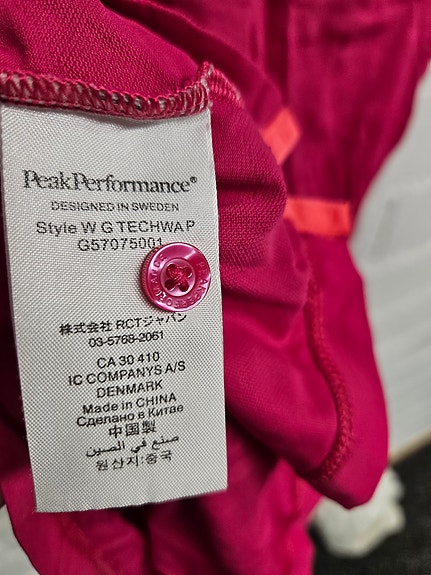 PeakPerformance®
DESIGNED IN SWEDEN
Style W G TECHWAP
G57075001
株式会社 RCTジャパン
03-5768-2061
CA 30 410
IC COMPANYS A/S
DENMARK
Made in CHINA
Сделано в Китае
中国製
صنع في الصين
원산지:중국